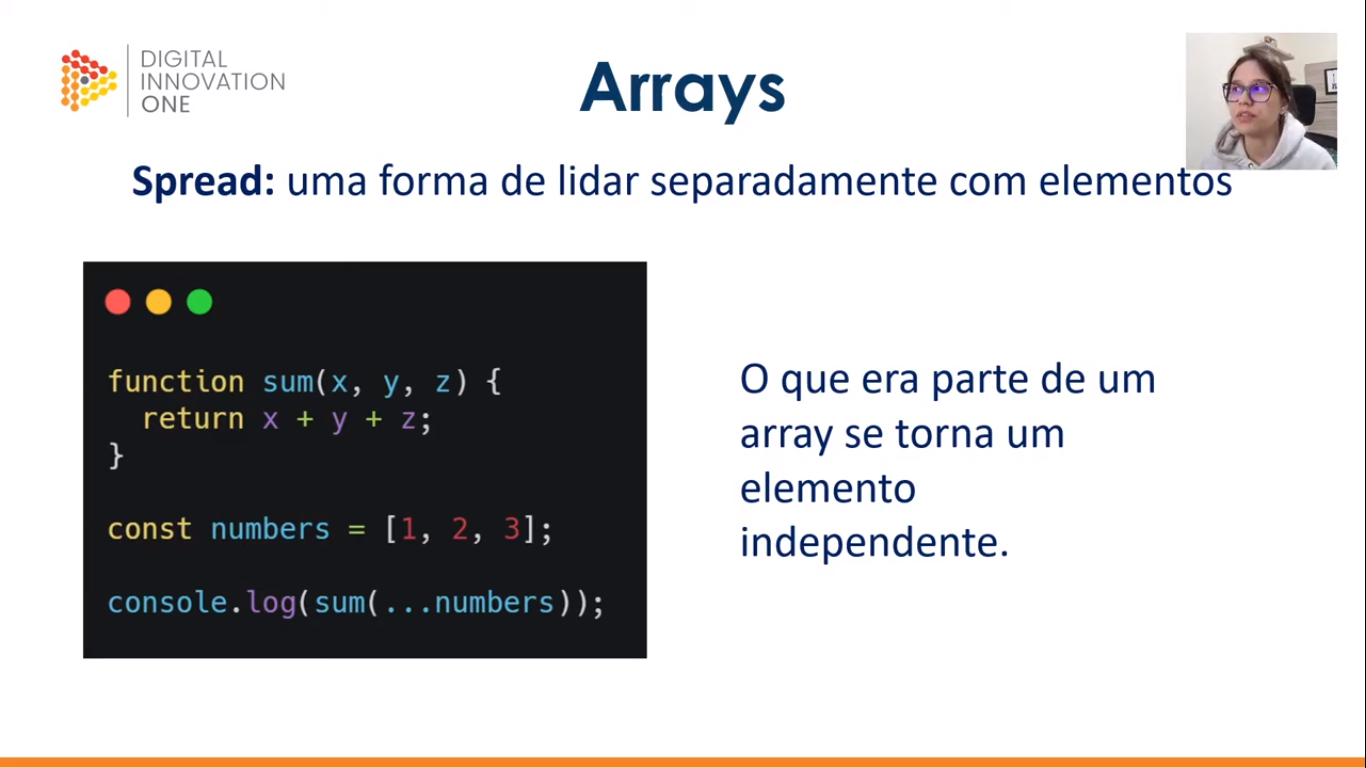 DIGITAL
INNOVATION
ONE
Arrays
Spread: uma forma de lidar separadamente com elementos
function sum(x, y, z) {
  return x + y + z;
}
const numbers = [1, 2, 3];
console.log(sum(...numbers));
O que era parte de um
array se torna um
elemento
independente.